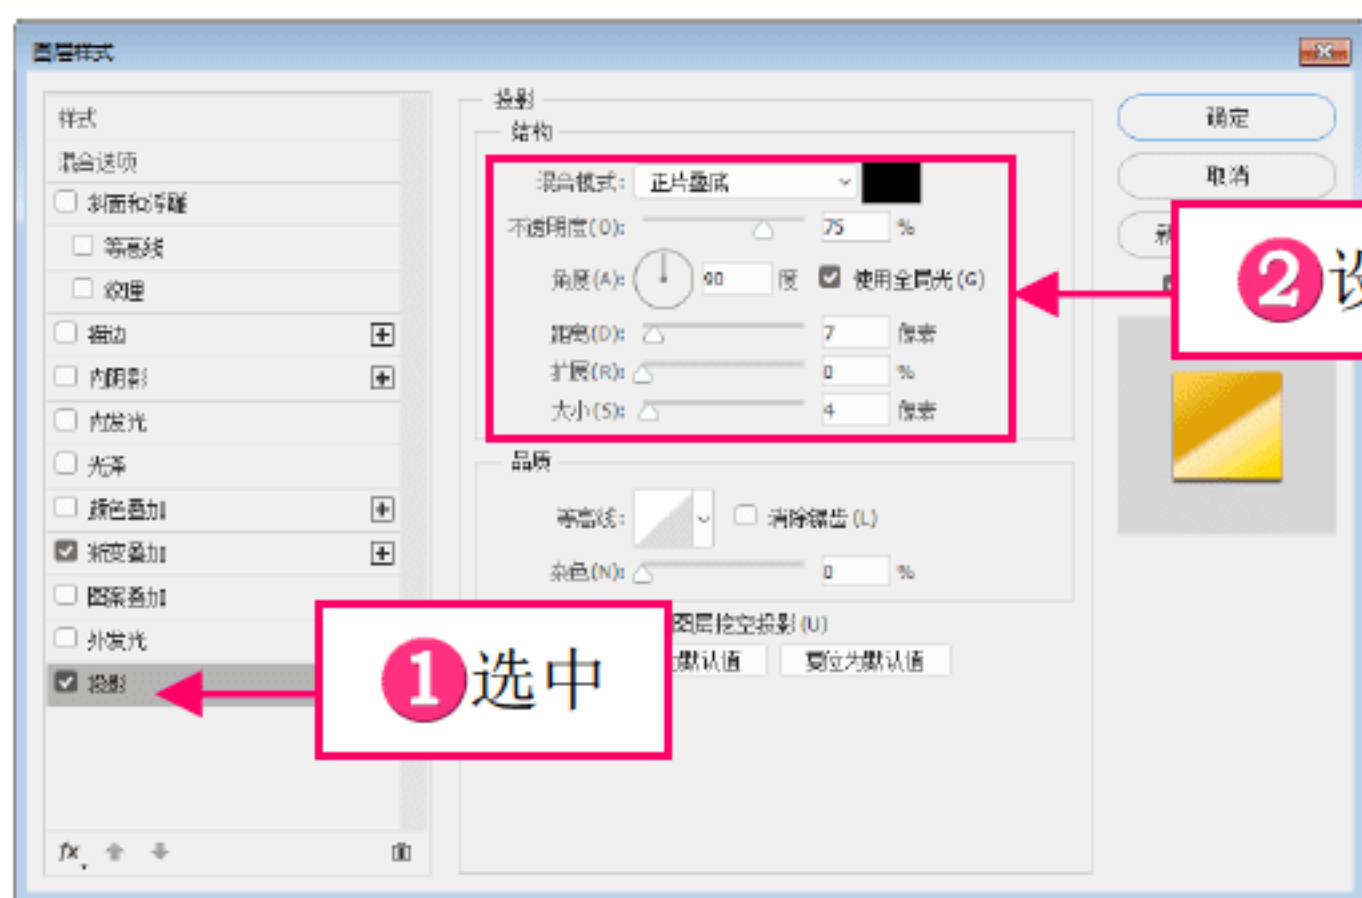 图层样式
样式
混合选项
斜面和浮雕
等高线
纹理
描边
内阴影
内发光
光泽
颜色叠加
渐变叠加
图案叠加
外发光
投影
fx
投影
结构
混合模式: 正片叠底
不透明度(O): 75 %
角度(A): 90 度 使用全局光(G)
距离(D): 7 像素
扩展(R): 0 %
大小(S): 4 像素
品质
等高线: 消除锯齿(L)
杂色(N): 0 %
图层挖空投影(U)
为默认值 复位为默认值
确定
取消
新
1选中
2设